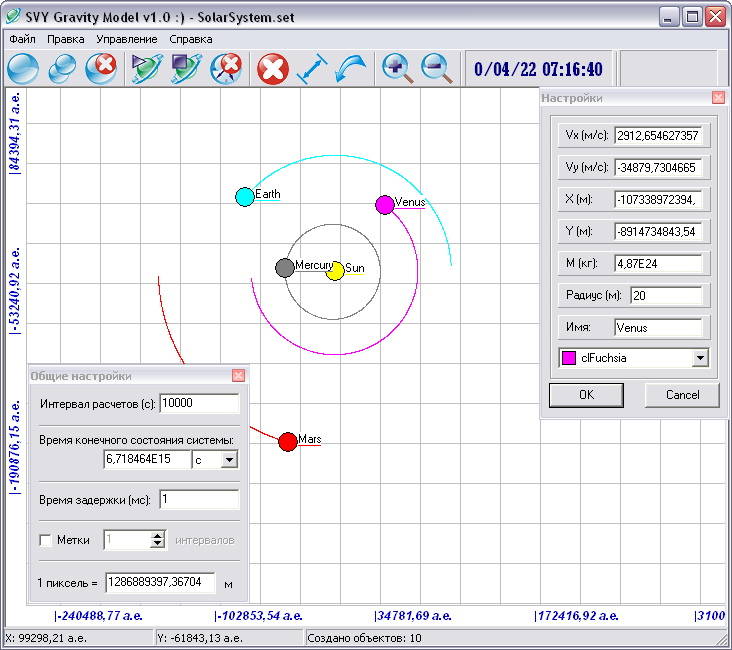 SVY Gravity Model v1.0 :) - SolarSystem.set
Файл Правка Управление Справка
0/04/22 07:16:40
|84394,31 а.е.
|-53240,92 а.е.
|-190876,15 а.е.
Earth
Venus
Mercury
Sun
Mars
Настройки
Vx (м/с): 2912,654627357
Vy (м/с): -34879,7304665
X (м): -107338972394,
Y (м): -8914734843,54
M (кг): 4,87E24
Радиус (м): 20
Имя: Venus
clFuchsia
OK Cancel
Общие настройки
Интервал расчетов (с): 10000
Время конечного состояния системы:
6,718464E15 с
Время задержки (мс): 1
Метки 1 интервалов
1 пиксель = 1286889397,36704 м
|-240488,77 а.е. |-102853,54 а.е. |34781,69 а.е. |172416,92 а.е. |3100
X: 99298,21 а.е. Y: -61843,13 а.е. Создано объектов: 10